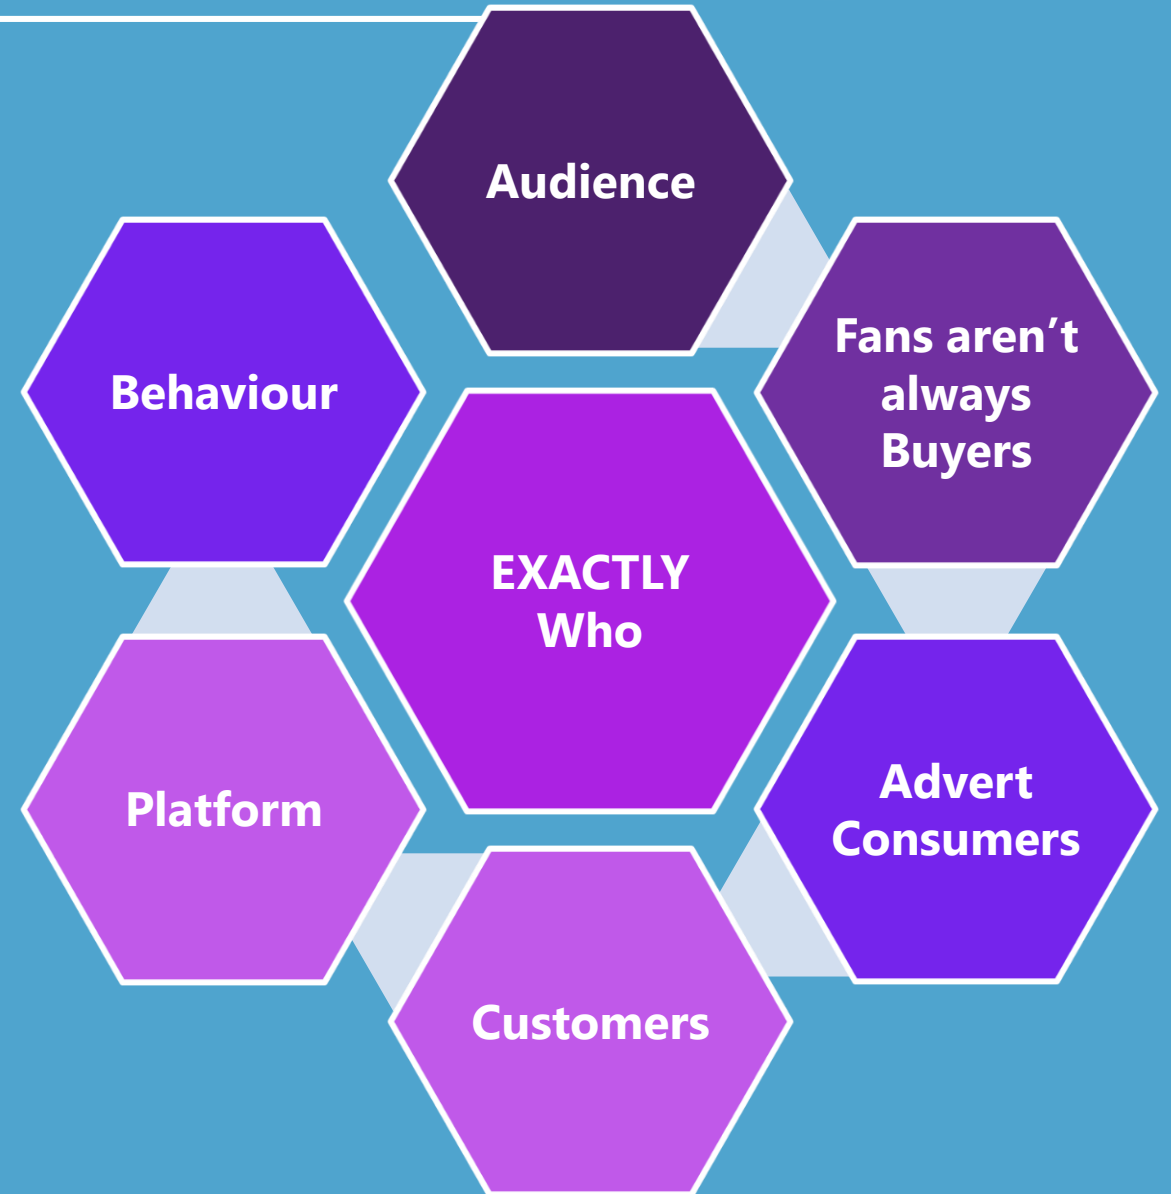 Audience
Fans aren’t
always
Buyers
Behaviour
EXACTLY
Who
Advert
Consumers
Platform
Customers